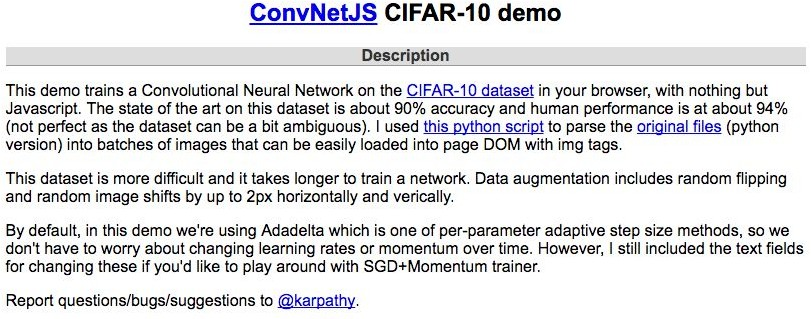 ConvNetJS CIFAR-10 demo
Description
This demo trains a Convolutional Neural Network on the CIFAR-10 dataset in your browser, with nothing but
Javascript. The state of the art on this dataset is about 90% accuracy and human performance is at about 94%
(not perfect as the dataset can be a bit ambiguous). I used this python script to parse the original files (python
version) into batches of images that can be easily loaded into page DOM with img tags.
This dataset is more difficult and it takes longer to train a network. Data augmentation includes random flipping
and random image shifts by up to 2px horizontally and verically.
By default, in this demo we're using Adadelta which is one of per-parameter adaptive step size methods, so we
don't have to worry about changing learning rates or momentum over time. However, I still included the text fields
for changing these if you'd like to play around with SGD+Momentum trainer.
Report questions/bugs/suggestions to @karpathy.